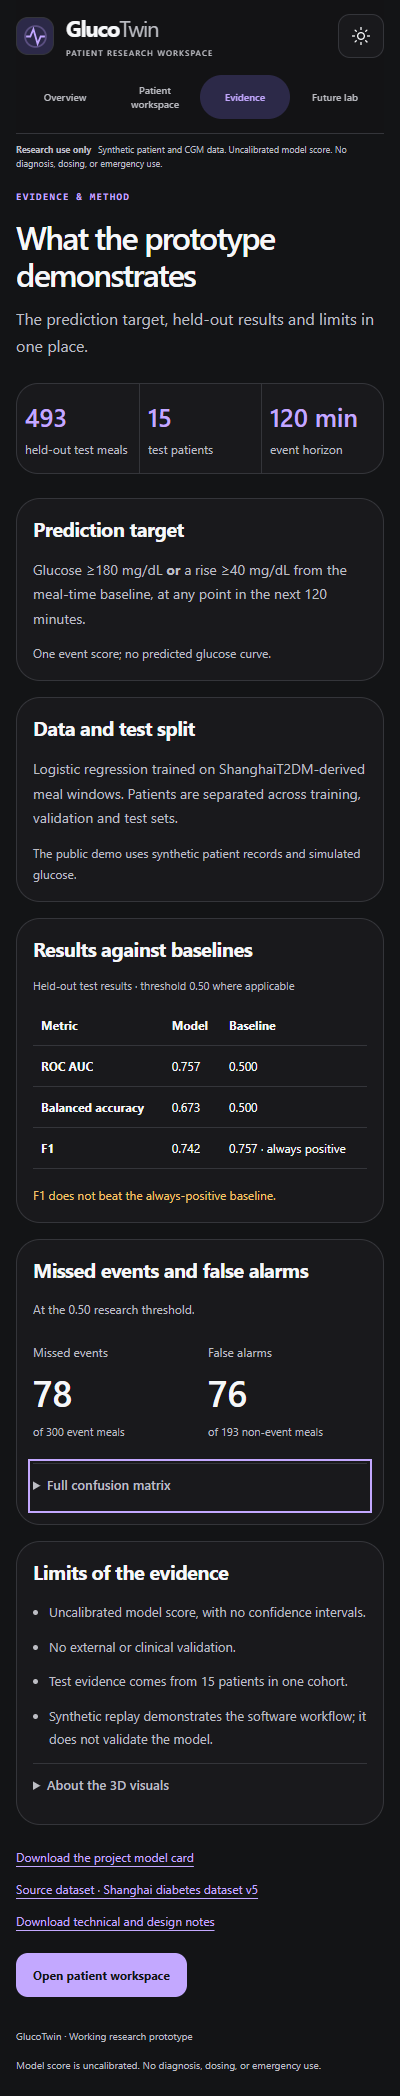 GlucoTwin
PATIENT RESEARCH WORKSPACE
Overview
Patient
workspace
Evidence
Future lab
Research use only Synthetic patient and CGM data. Uncalibrated model score. No
diagnosis, dosing, or emergency use.
EVIDENCE & METHOD
What the prototype
demonstrates
The prediction target, held-out results and limits in
one place.
493
held-out test meals
15
test patients
120 min
event horizon
Prediction target
Glucose ≥180 mg/dL or a rise ≥40 mg/dL from the
meal-time baseline, at any point in the next 120
minutes.
One event score; no predicted glucose curve.
Data and test split
Logistic regression trained on ShanghaiT2DM-derived
meal windows. Patients are separated across training,
validation and test sets.
The public demo uses synthetic patient records and simulated
glucose.
Results against baselines
Held-out test results · threshold 0.50 where applicable
Metric Model Baseline
ROC AUC 0.757 0.500
Balanced accuracy 0.673 0.500
F1 0.742 0.757 · always positive
F1 does not beat the always-positive baseline.
Missed events and false alarms
At the 0.50 research threshold.
Missed events
78
of 300 event meals
False alarms
76
of 193 non-event meals
Full confusion matrix
Limits of the evidence
Uncalibrated model score, with no confidence intervals.
No external or clinical validation.
Test evidence comes from 15 patients in one cohort.
Synthetic replay demonstrates the software workflow; it
does not validate the model.
About the 3D visuals
Download the project model card
Source dataset · Shanghai diabetes dataset v5
Download technical and design notes
Open patient workspace
GlucoTwin · Working research prototype
Model score is uncalibrated. No diagnosis, dosing, or emergency use.